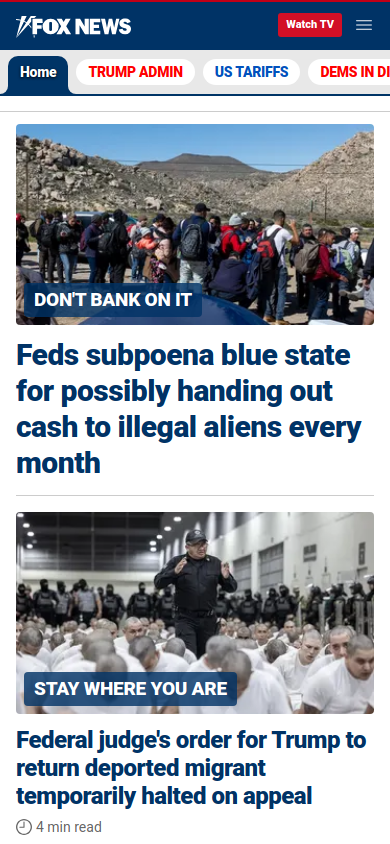 FOX NEWS
Watch TV
Home
TRUMP ADMIN
US TARIFFS
DEMS IN DI
DON'T BANK ON IT
Feds subpoena blue state
for possibly handing out
cash to illegal aliens every
month
STAY WHERE YOU ARE
Federal judge's order for Trump to
return deported migrant
temporarily halted on appeal
4 min read